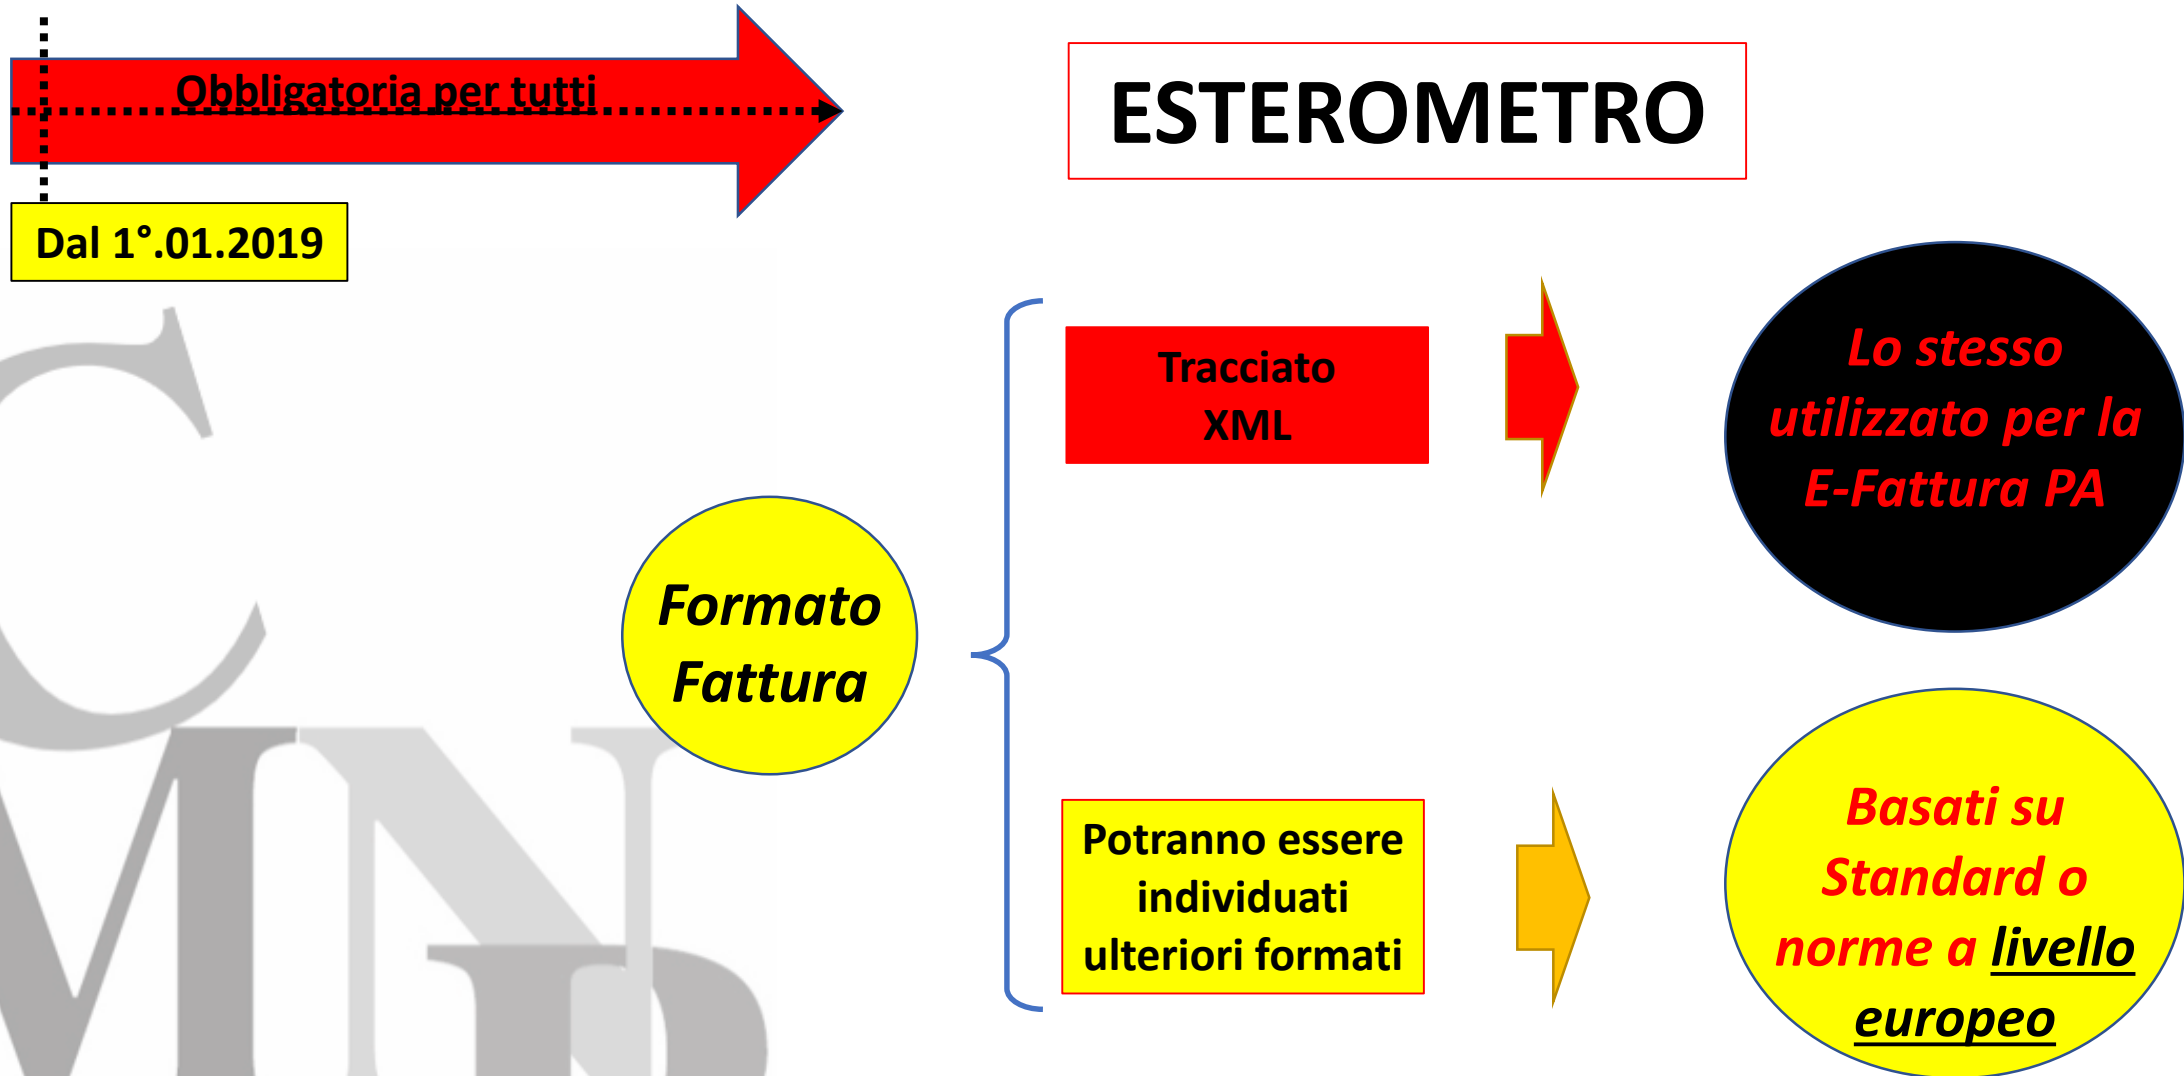 Obbligatoria per tutti
ESTEROMETRO
Dal 1°.01.2019
Tracciato
XML
Lo stesso
utilizzato per la
E-Fattura PA
Formato
Fattura
Potranno essere
individuati
ulteriori formati
Basati su
Standard o
norme a livello
europeo